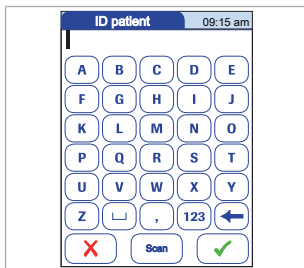 ID patient 09:15 am
A B C D E
F G H I J
K L M N O
P Q R S T
U V W X Y
Z , 123
Scan